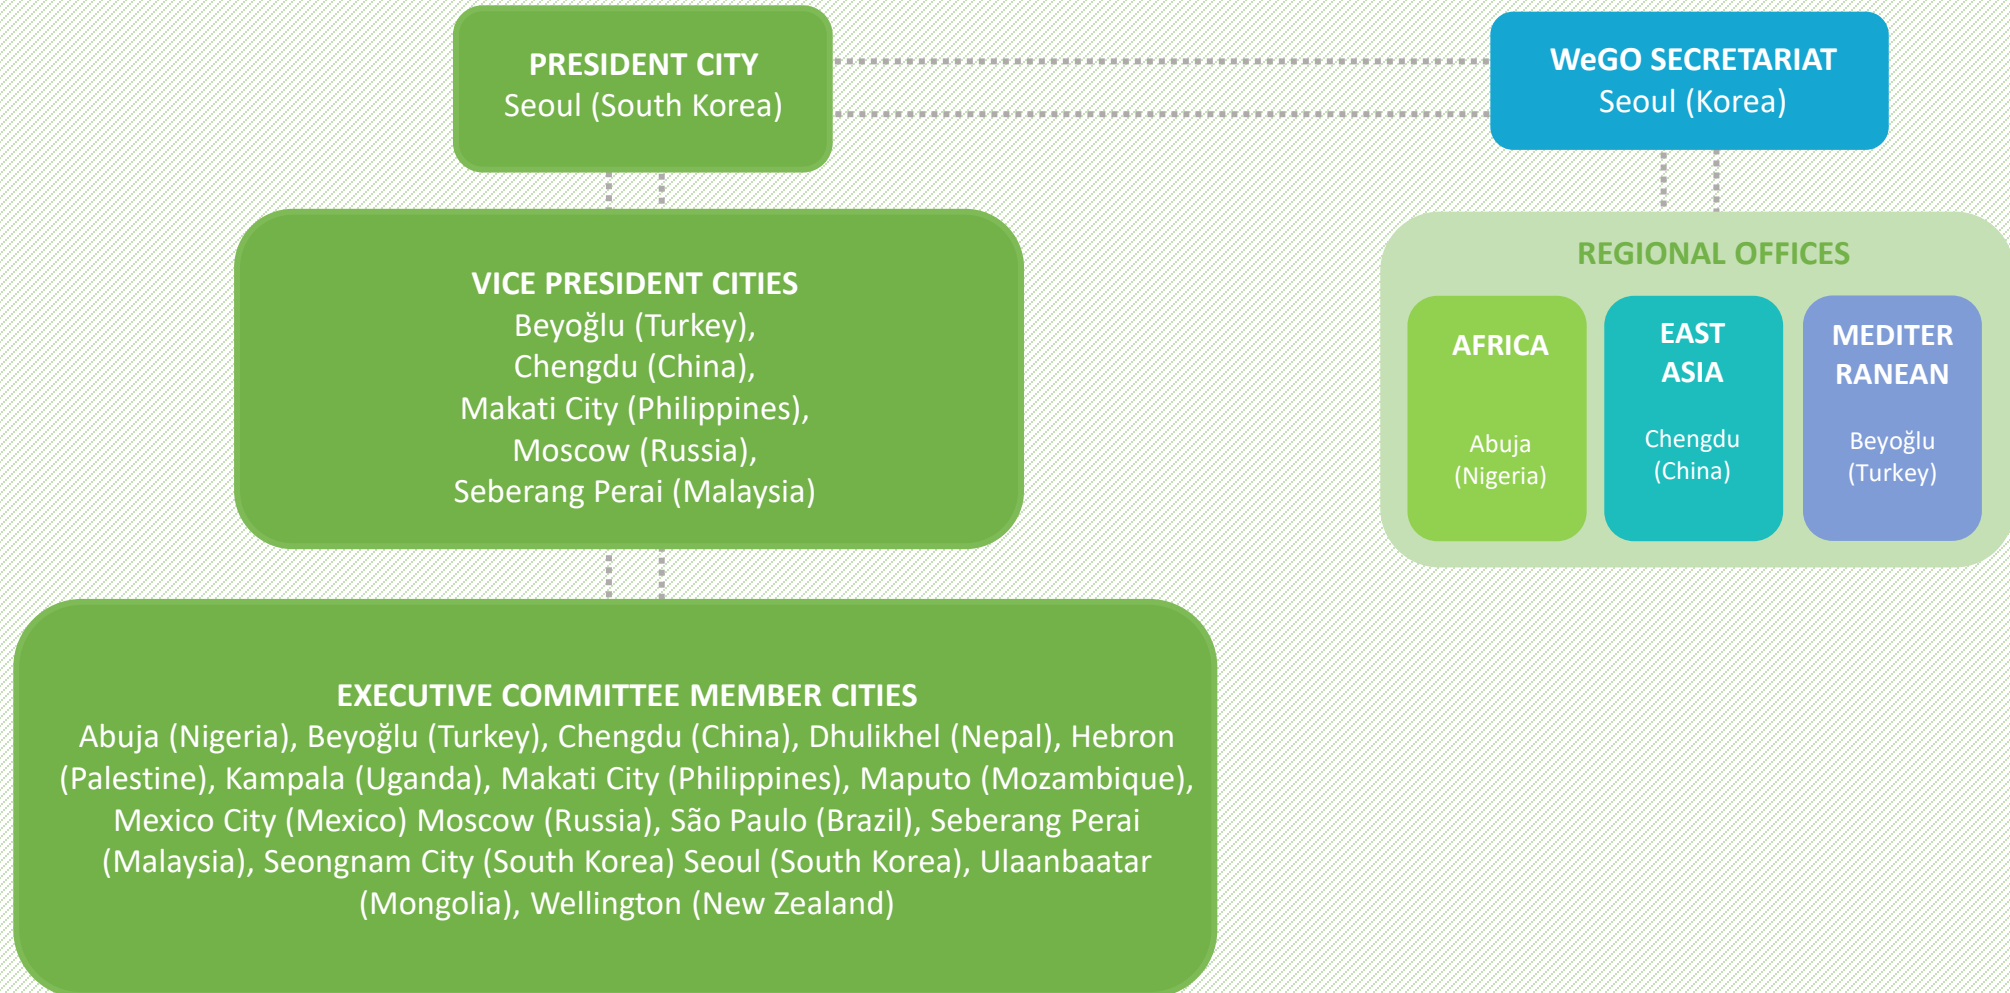 PRESIDENT CITY
Seoul (South Korea)
WeGO SECRETARIAT
Seoul (Korea)
VICE PRESIDENT CITIES
Beyoğlu (Turkey),
Chengdu (China),
Makati City (Philippines),
Moscow (Russia),
Seberang Perai (Malaysia)
REGIONAL OFFICES
AFRICA
Abuja
(Nigeria)
EAST
ASIA
Chengdu
(China)
MEDITER
RANEAN
Beyoğlu
(Turkey)
EXECUTIVE COMMITTEE MEMBER CITIES
Abuja (Nigeria), Beyoğlu (Turkey), Chengdu (China), Dhulikhel (Nepal), Hebron
(Palestine), Kampala (Uganda), Makati City (Philippines), Maputo (Mozambique),
Mexico City (Mexico) Moscow (Russia), São Paulo (Brazil), Seberang Perai
(Malaysia), Seongnam City (South Korea) Seoul (South Korea), Ulaanbaatar
(Mongolia), Wellington (New Zealand)